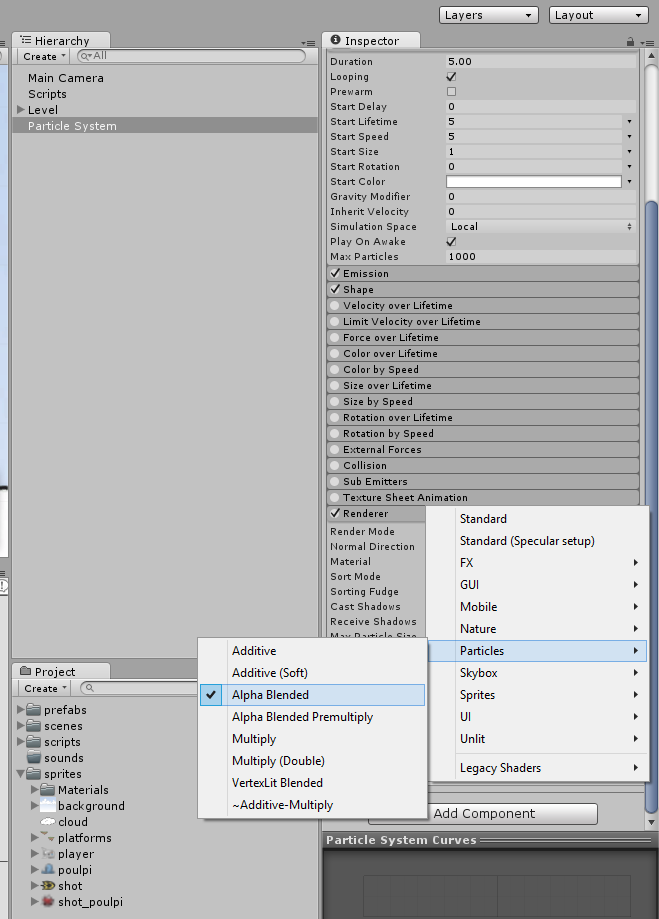 Layers
Layout
Hierarchy
Create
All
Main Camera
Scripts
Level
Particle System
Inspector
Duration 5.00
Looping
Prewarm
Start Delay 0
Start Lifetime 5
Start Speed 5
Start Size 1
Start Rotation 0
Start Color
Gravity Modifier 0
Inherit Velocity 0
Simulation Space Local
Play On Awake
Max Particles 1000
Emission
Shape
Velocity over Lifetime
Limit Velocity over Lifetime
Force over Lifetime
Color over Lifetime
Color by Speed
Size over Lifetime
Size by Speed
Rotation over Lifetime
Rotation by Speed
External Forces
Collision
Sub Emitters
Texture Sheet Animation
Renderer
Render Mode
Normal Direction
Material
Sort Mode
Sorting Fudge
Cast Shadows
Receive Shadows
Max Particle Size
Standard
Standard (Specular setup)
FX
GUI
Mobile
Nature
Particles
Skybox
Sprites
UI
Unlit
Legacy Shaders
Additive
Additive (Soft)
Alpha Blended
Alpha Blended Premultiply
Multiply
Multiply (Double)
VertexLit Blended
~Additive-Multiply
Project
Create
prefabs
scenes
scripts
sounds
sprites
Materials
background
cloud
platforms
player
poulpi
shot
shot_poulpi
Add Component
Particle System Curves